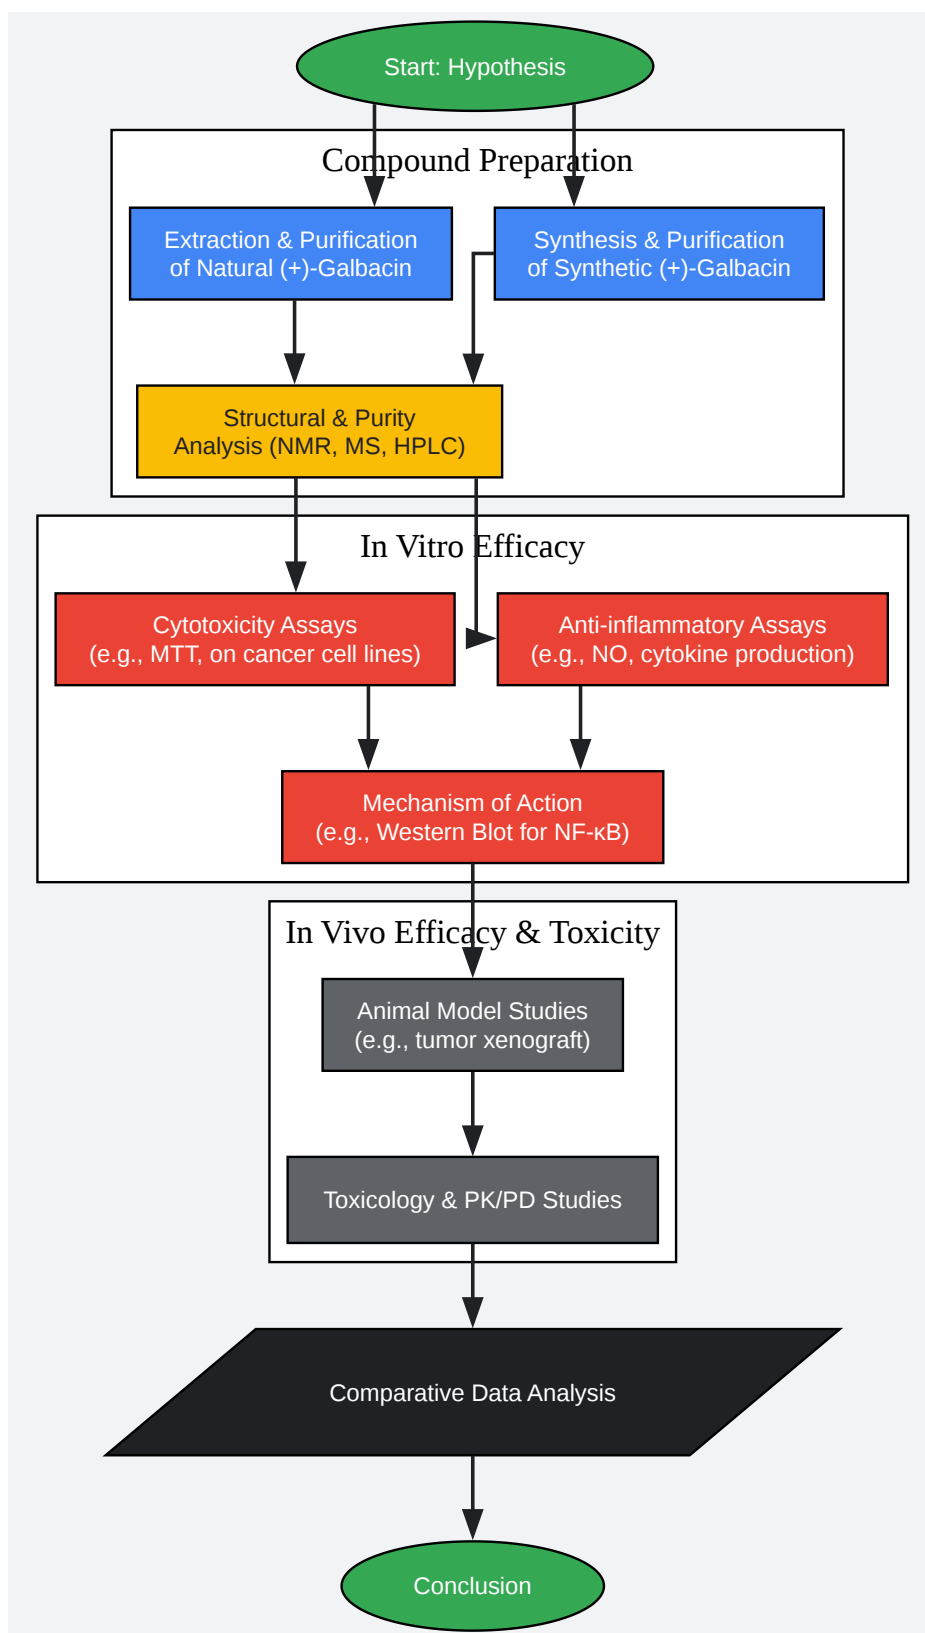 Start: Hypothesis
Compound Preparation
Extraction & Purification
of Natural (+)-Galbacin
Synthesis & Purification
of Synthetic (+)-Galbacin
Structural & Purity
Analysis (NMR, MS, HPLC)
In Vitro Efficacy
Cytotoxicity Assays
(e.g., MTT, on cancer cell lines)
Anti-inflammatory Assays
(e.g., NO, cytokine production)
Mechanism of Action
(e.g., Western Blot for NF-κB)
In Vivo Efficacy & Toxicity
Animal Model Studies
(e.g., tumor xenograft)
Toxicology & PK/PD Studies
Comparative Data Analysis
Conclusion